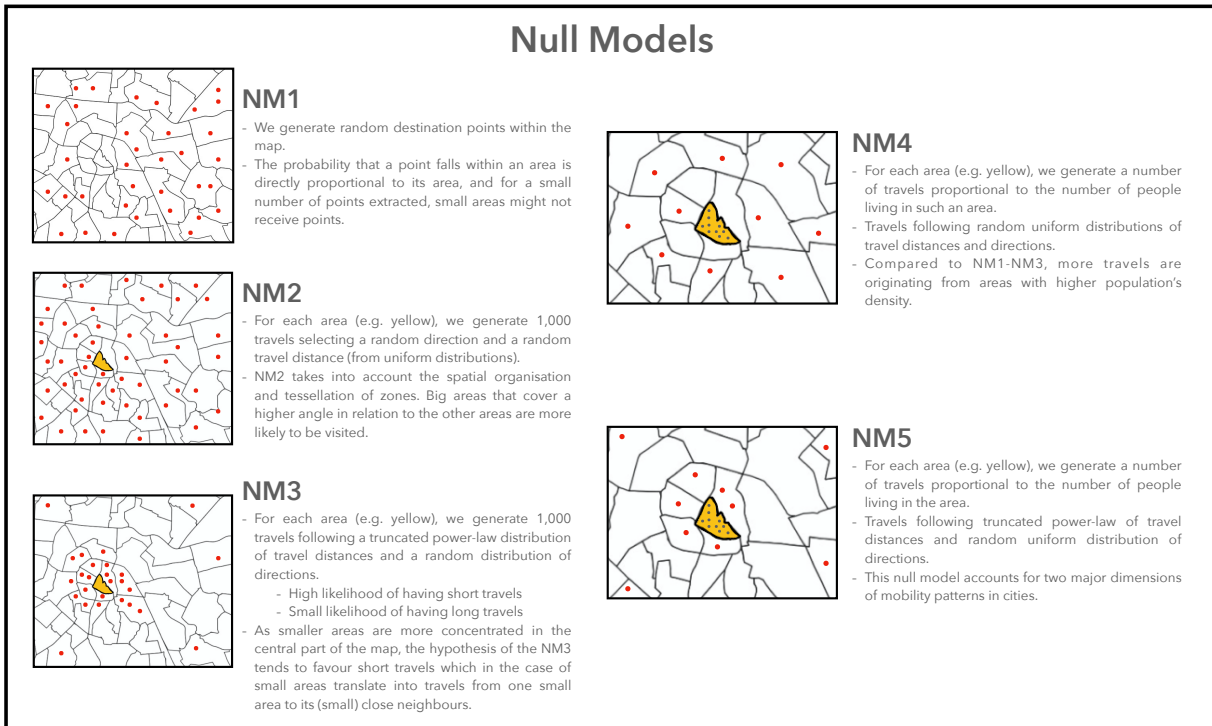 Null Models
NM1
- We generate random destination points within the
map.
- The probability that a point falls within an area is
directly proportional to its area, and for a small
number of points extracted, small areas might not
receive points.
NM2
- For each area (e.g. yellow), we generate 1,000
travels selecting a random direction and a random
travel distance (from uniform distributions).
- NM2 takes into account the spatial organisation
and tessellation of zones. Big areas that cover a
higher angle in relation to the other areas are more
likely to be visited.
NM3
- For each area (e.g. yellow), we generate 1,000
travels following a truncated power-law distribution
of travel distances and a random distribution of
directions.
- High likelihood of having short travels
- Small likelihood of having long travels
- As smaller areas are more concentrated in the
central part of the map, the hypothesis of the NM3
tends to favour short travels which in the case of
small areas translate into travels from one small
area to its (small) close neighbours.
NM4
- For each area (e.g. yellow), we generate a number
of travels proportional to the number of people
living in such an area.
- Travels following random uniform distributions of
travel distances and directions.
- Compared to NM1-NM3, more travels are
originating from areas with higher population's
density.
NM5
- For each area (e.g. yellow), we generate a number
of travels proportional to the number of people
living in the area.
- Travels following truncated power-law of travel
distances and random uniform distribution of
directions.
- This null model accounts for two major dimensions
of mobility patterns in cities.